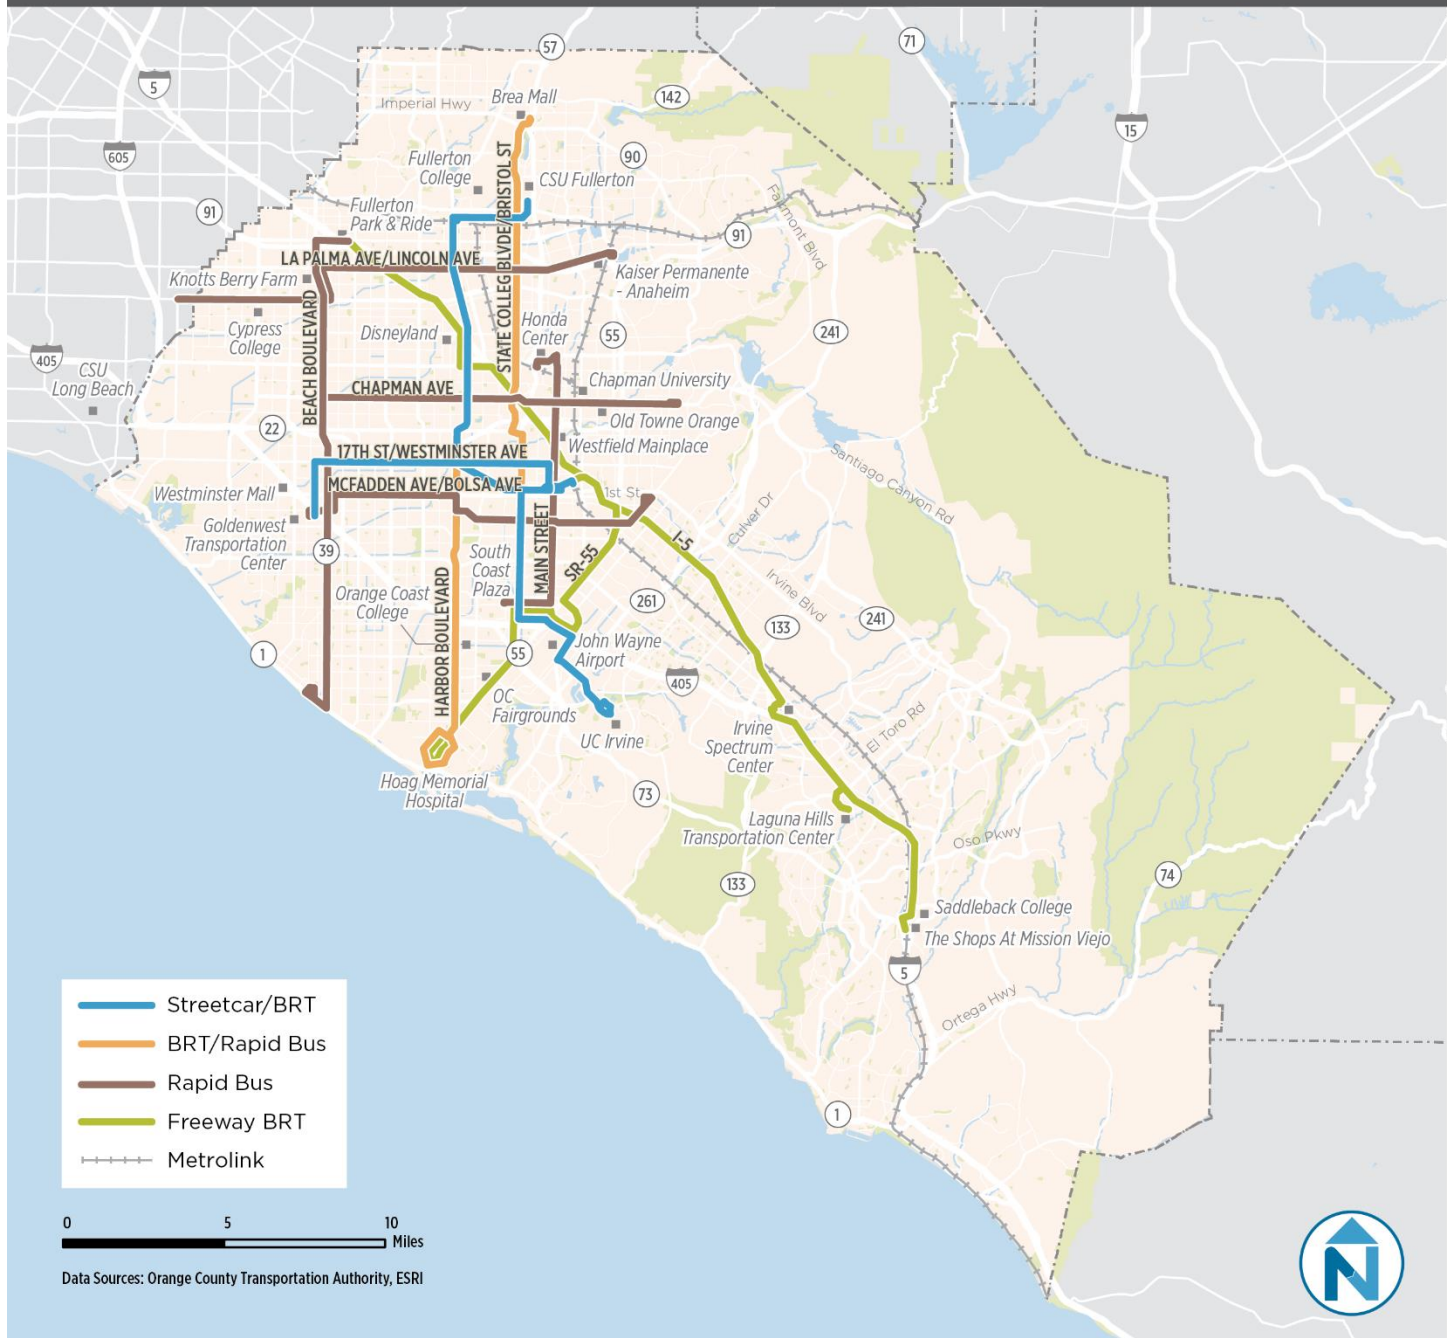 57
71
5
142
15
Imperial Hwy
Brea Mall
605
90
Fullerton
College
CSU Fullerton
STATE COLLEG BLVDE/BRISTOL ST
91
Fullerton
Park & Ride
Fairmont Blvd
91
LA PALMA AVE/LINCOLN AVE
Knotts Berry Farm
Kaiser Permanente
- Anaheim
BEACH BOULEVARD
Cypress
College
Disneyland
Honda
Center
55
241
405
CSU
Long Beach
CHAPMAN AVE
Chapman University
Old Towne Orange
22
Westfield Mainplace
17TH ST/WESTMINSTER AVE
Santiago Canyon Rd
MCFADDEN AVE/BOLSA AVE
1st St
Westminster Mall
Goldenwest
Transportation
Center
Culver Dr
MAIN STREET
I-5
SR-55
39
South
Coast
Plaza
Irvine Blvd
HARBOR BOULEVARD
Orange Coast
College
261
133
241
1
55
John Wayne
Airport
405
OC
Fairgrounds
UC Irvine
Irvine
Spectrum
Center
El Toro Rd
Hoag Memorial
Hospital
73
Laguna Hills
Transportation Center
Oso Pkwy
133
74
Saddleback College
The Shops At Mission Viejo
5
Ortega Hwy
1
Streetcar/BRT
BRT/Rapid Bus
Rapid Bus
Freeway BRT
Metrolink
0 5 10
Miles
Data Sources: Orange County Transportation Authority, ESRI
N